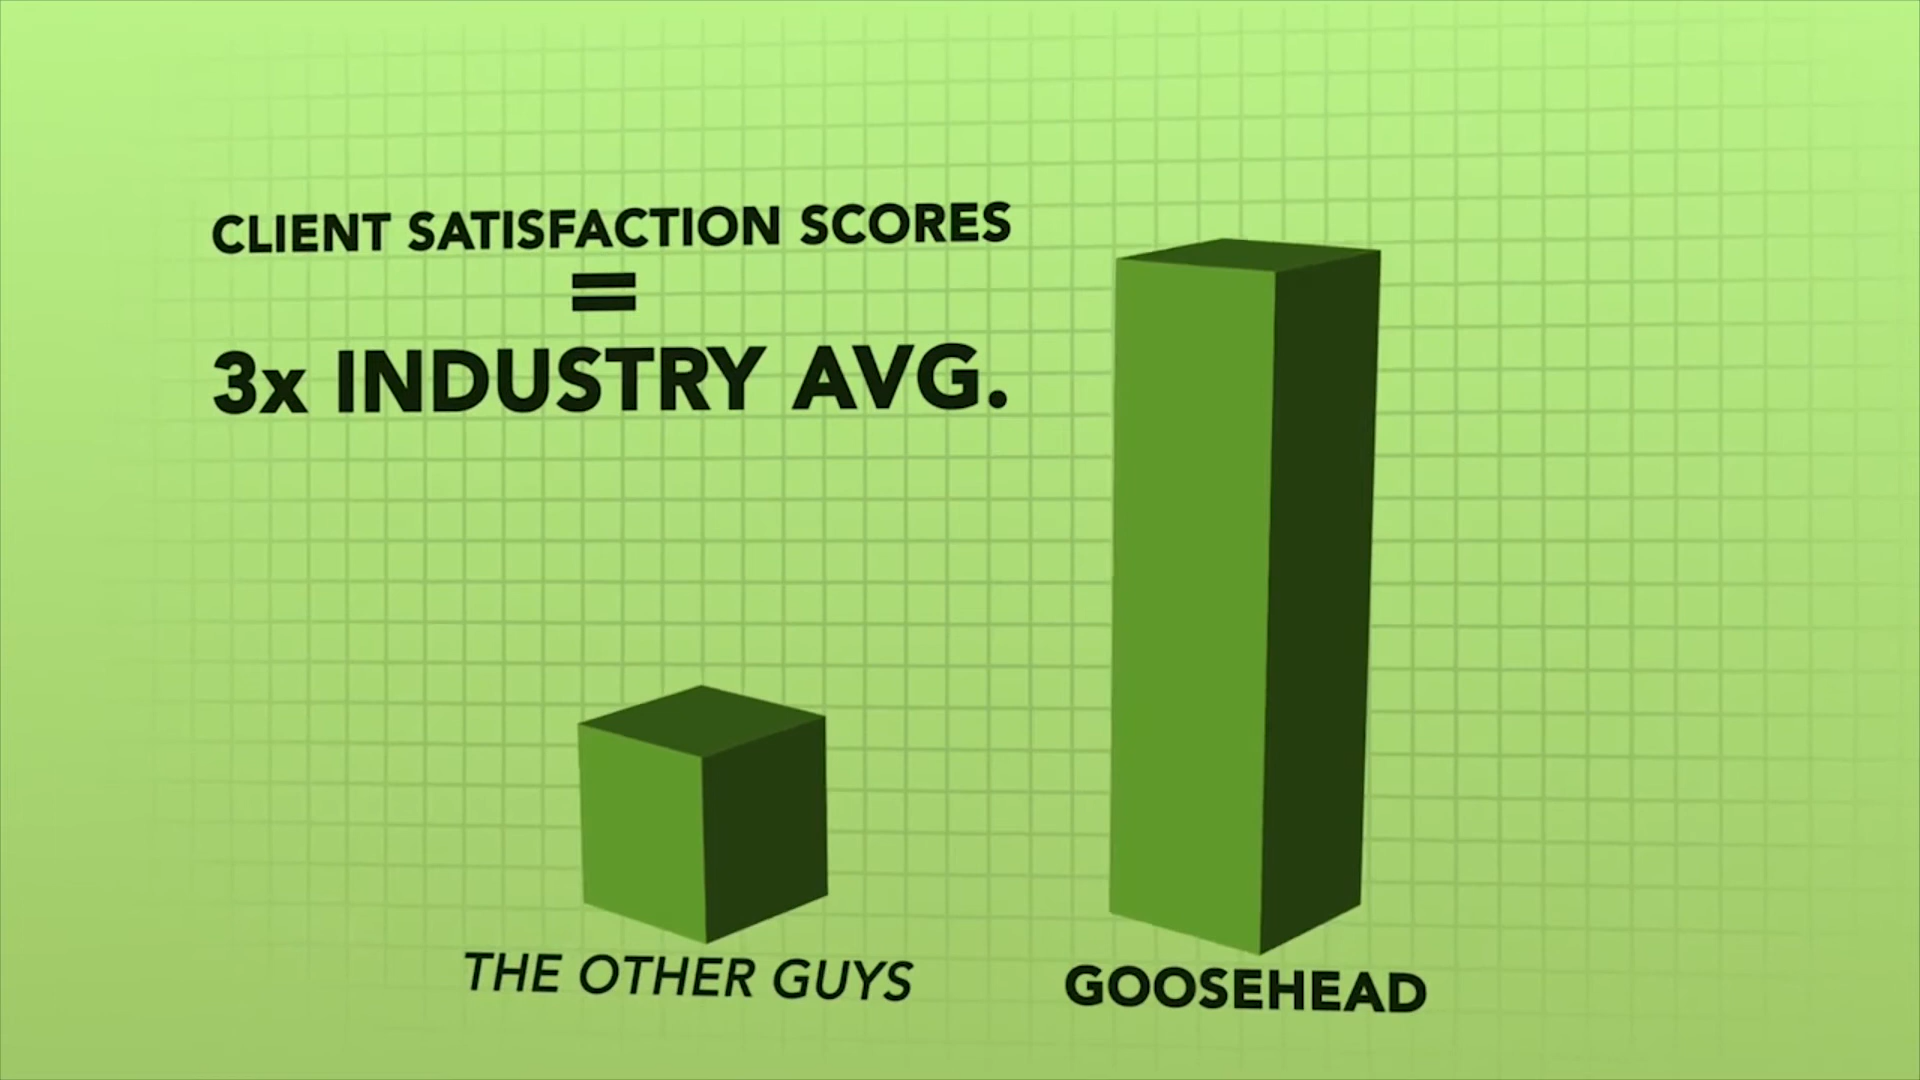 CLIENT SATISFACTION SCORES
=
3x INDUSTRY AVG.
THE OTHER GUYS
GOOSEHEAD